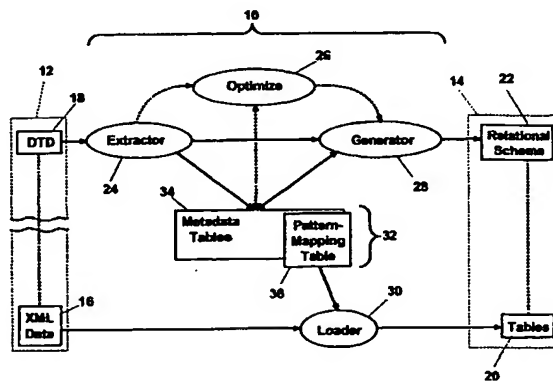 10
26
12
Optimize
22
18
14
DTD
Extractor
Generator
Relational
Scheme
24
28
34
Metadata
Tables
Pattern-
Mapping
Table
32
16
36
30
XML
Data
Loader
Tables
20